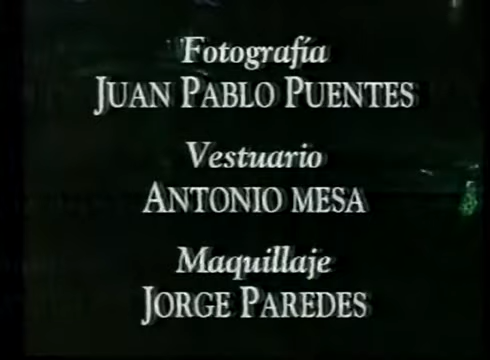 Fotografía
JUAN PABLO PUENTES
Vestuario
ANTONIO MESA
Maquillaje
JORGE PAREDES